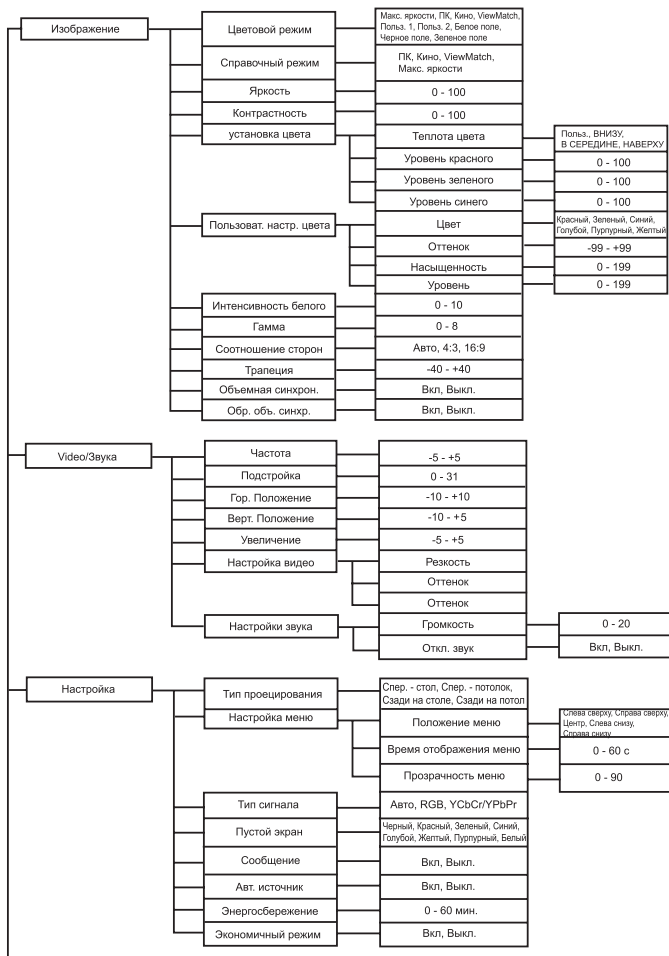 Изображение
Цветовой режим
Макс. яркости, ПК, Кино, ViewMatch,
Польз. 1, Польз. 2, Белое поле,
Черное поле, Зеленое поле
Справочный режим
ПК, Кино, ViewMatch,
Макс. яркости
Яркость
0 - 100
Контрастность
0 - 100
установка цвета
Теплота цвета
Польз., ВНИЗУ,
В СЕРЕДИНЕ, НАВЕРХУ
Уровень красного
0 - 100
Уровень зеленого
0 - 100
Уровень синего
0 - 100
Пользоват. настр. цвета
Цвет
Красный, Зеленый, Синий,
Голубой, Пурпурный, Желтый
Оттенок
-99 - +99
Насыщенность
0 - 199
Уровень
0 - 199
Интенсивность белого
0 - 10
Гамма
0 - 8
Соотношение сторон
Авто, 4:3, 16:9
Трапеция
-40 - +40
Объемная синхрон.
Вкл, Выкл.
Обр. объ. синхр.
Вкл, Выкл.
Video/Звука
Частота
-5 - +5
Подстройка
0 - 31
Гор. Положение
-10 - +10
Верт. Положение
-10 - +5
Увеличение
-5 - +5
Настройка видео
Резкость
Оттенок
Оттенок
Настройки звука
Громкость
0 - 20
Откл. звук
Вкл, Выкл.
Настройка
Тип проецирования
Спер. - стол, Спер. - потолок,
Сзади на столе, Сзади на потол
Настройка меню
Положение меню
Слева сверху, Справа сверху,
Центр, Слева снизу,
Справа снизу
Время отображения меню
0 - 60 с
Прозрачность меню
0 - 90
Тип сигнала
Авто, RGB, YCbCr/YPbPr
Пустой экран
Черный, Красный, Зеленый, Синий,
Голубой, Желтый, Пурпурный, Белый
Сообщение
Вкл, Выкл.
Авт. источник
Вкл, Выкл.
Энергосбережение
0 - 60 мин.
Экономичный режим
Вкл, Выкл.